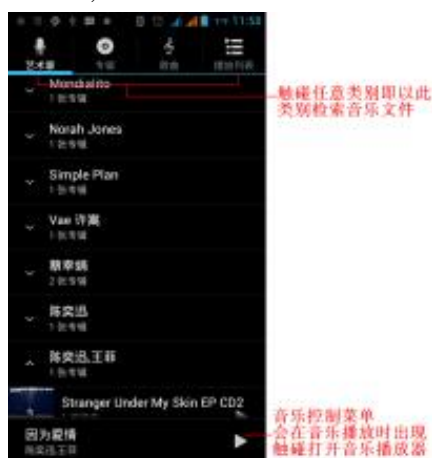 11:53
艺术家 专辑 歌曲 播放列表
Mondialito
1 张专辑
触碰任意类别即以此
类别检索音乐文件
Norah Jones
1 张专辑
Simple Plan
1 张专辑
Vae 许嵩
1 张专辑
2 张专辑
陈奕迅
1 张专辑
陈奕迅,王菲
1 张专辑
Stranger Under My Skin EP CD2
因为爱情
陈奕迅,王菲
音乐控制菜单
会在音乐播放时出现
触碰打开音乐播放器